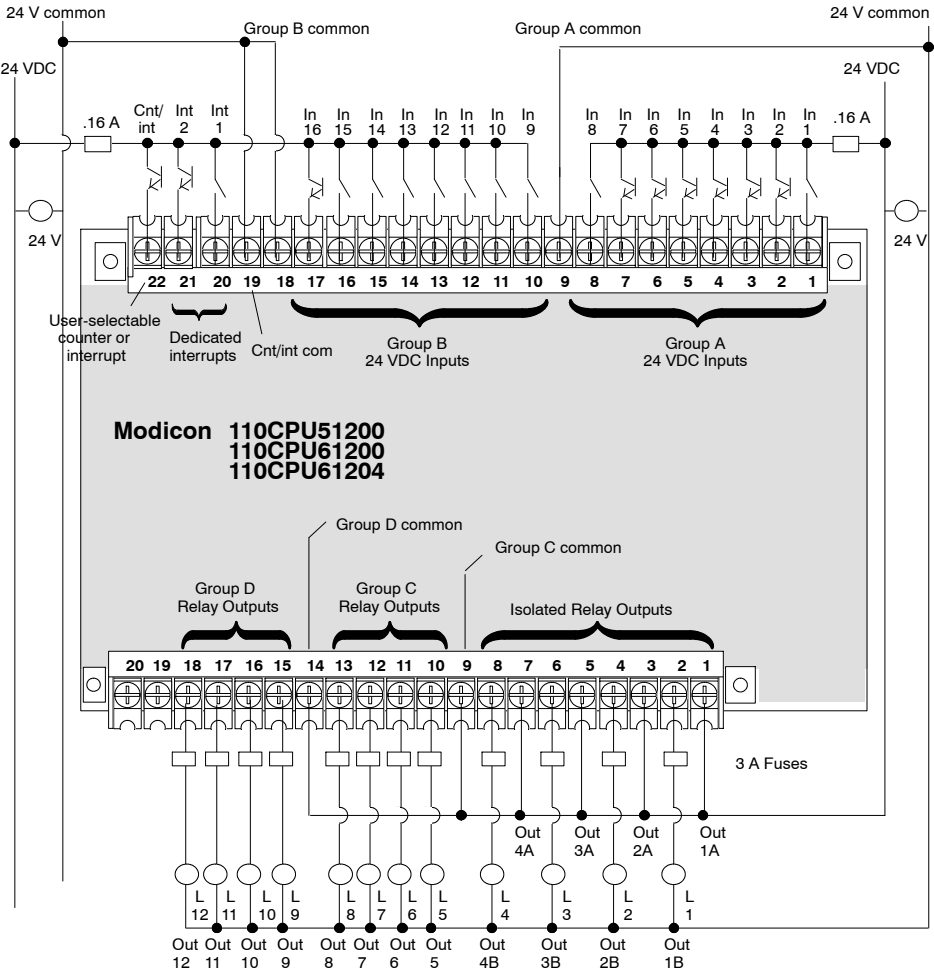 24 V common
24 V common
Group B common
Group A common
24 VDC
24 VDC
.16 A
Cnt/
int
Int
2
Int
1
In
16
In
15
In
14
In
13
In
12
In
11
In
10
In
9
In
8
In
7
In
6
In
5
In
4
In
3
In
2
In
1
.16 A
24 V
24 V
22 21 20 19 18 17 16 15 14 13 12 11 10 9 8 7 6 5 4 3 2 1
User-selectable
counter or
interrupt
Dedicated
interrupts
Cnt/int com
Group B
24 VDC Inputs
Group A
24 VDC Inputs
Modicon 110CPU51200
110CPU61200
110CPU61204
Group D common
Group C common
Group D
Relay Outputs
Group C
Relay Outputs
Isolated Relay Outputs
20 19 18 17 16 15 14 13 12 11 10 9 8 7 6 5 4 3 2 1
3 A Fuses
Out
4A
Out
3A
Out
2A
Out
1A
L
12
L
11
L
10
L
9
L
8
L
7
L
6
L
5
L
4
L
3
L
2
L
1
Out
12
Out
11
Out
10
Out
9
Out
8
Out
7
Out
6
Out
5
Out
4B
Out
3B
Out
2B
Out
1B